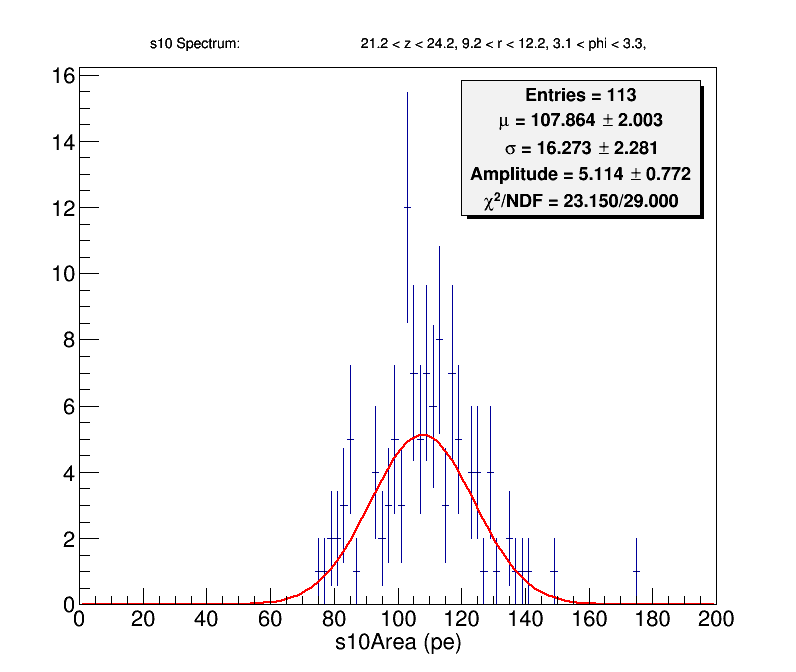 s10 Spectrum: 21.2 < z < 24.2, 9.2 < r < 12.2, 3.1 < phi < 3.3,
Entries = 113
μ = 107.864 ± 2.003
σ = 16.273 ± 2.281
Amplitude = 5.114 ± 0.772
χ²/NDF = 23.150/29.000
16
14
12
10
8
6
4
2
0
0 20 40 60 80 100 120 140 160 180 200
s10Area (pe)